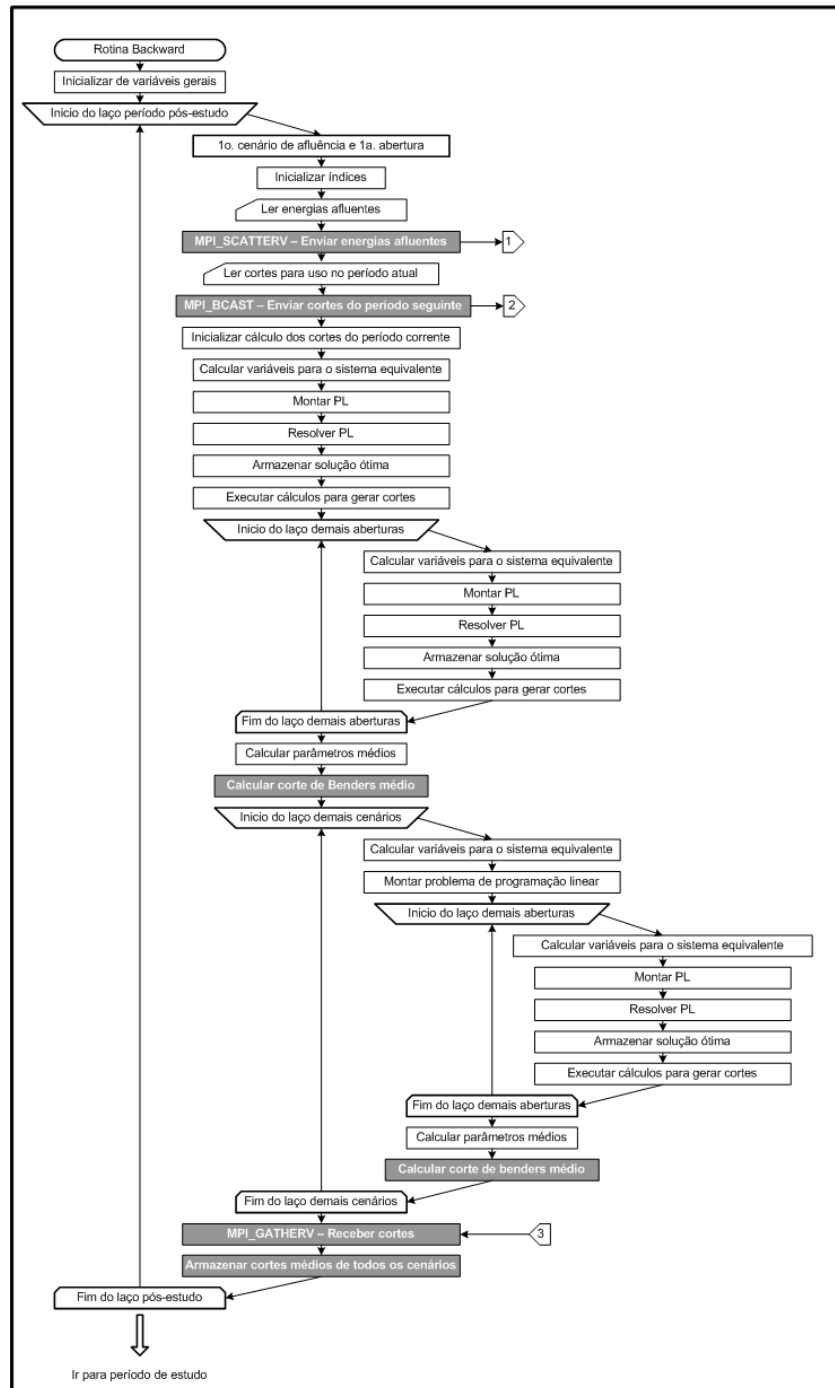 Rotina Backward
Inicializar de variáveis gerais
Inicio do laço período pós-estudo
1o. cenário de afluência e 1a. abertura
Inicializar índices
Ler energias afluentes
MPI_SCATTERV – Enviar energias afluentes
1
Ler cortes para uso no período atual
MPI_BCAST – Enviar cortes do período seguinte
2
Inicializar cálculo dos cortes do período corrente
Calcular variáveis para o sistema equivalente
Montar PL
Resolver PL
Armazenar solução ótima
Executar cálculos para gerar cortes
Inicio do laço demais aberturas
Calcular variáveis para o sistema equivalente
Montar PL
Resolver PL
Armazenar solução ótima
Executar cálculos para gerar cortes
Fim do laço demais aberturas
Calcular parâmetros médios
Calcular corte de Benders médio
Inicio do laço demais cenários
Calcular variáveis para o sistema equivalente
Montar problema de programação linear
Inicio do laço demais aberturas
Calcular variáveis para o sistema equivalente
Montar PL
Resolver PL
Armazenar solução ótima
Executar cálculos para gerar cortes
Fim do laço demais aberturas
Calcular parâmetros médios
Calcular corte de benders médio
Fim do laço demais cenários
MPI_GATHERV – Receber cortes
3
Armazenar cortes médios de todos os cenários
Fim do laço pós-estudo
Ir para período de estudo